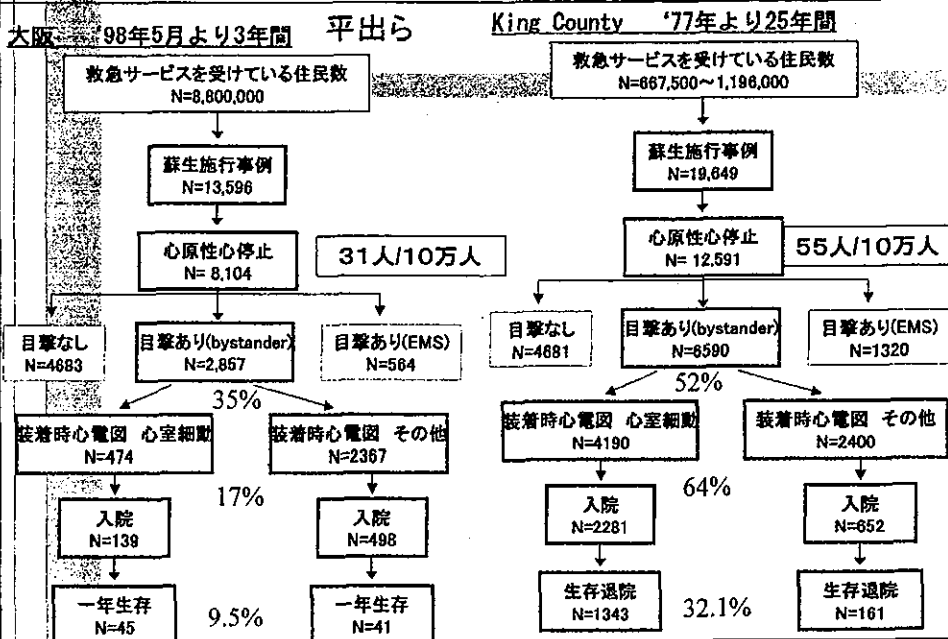 大阪 '98年5月より3年間
平出ら
King County '77年より25年間
救急サービスを受けている住民数
N=8,800,000
蘇生施行事例
N=13,596
心原性心停止
N= 8,104
31人/10万人
目撃なし
N=4683
目撃あり(bystander)
N=2,857
目撃あり(EMS)
N=564
35%
装着時心電図 心室細動
N=474
装着時心電図 その他
N=2367
17%
入院
N=139
入院
N=498
一年生存
N=45
9.5%
一年生存
N=41
救急サービスを受けている住民数
N=667,500～1,196,000
蘇生施行事例
N=19,649
心原性心停止
N= 12,591
55人/10万人
目撃なし
N=4681
目撃あり(bystander)
N=6590
目撃あり(EMS)
N=1320
52%
装着時心電図 心室細動
N=4190
装着時心電図 その他
N=2400
64%
入院
N=2281
入院
N=652
生存退院
N=1343
32.1%
生存退院
N=161